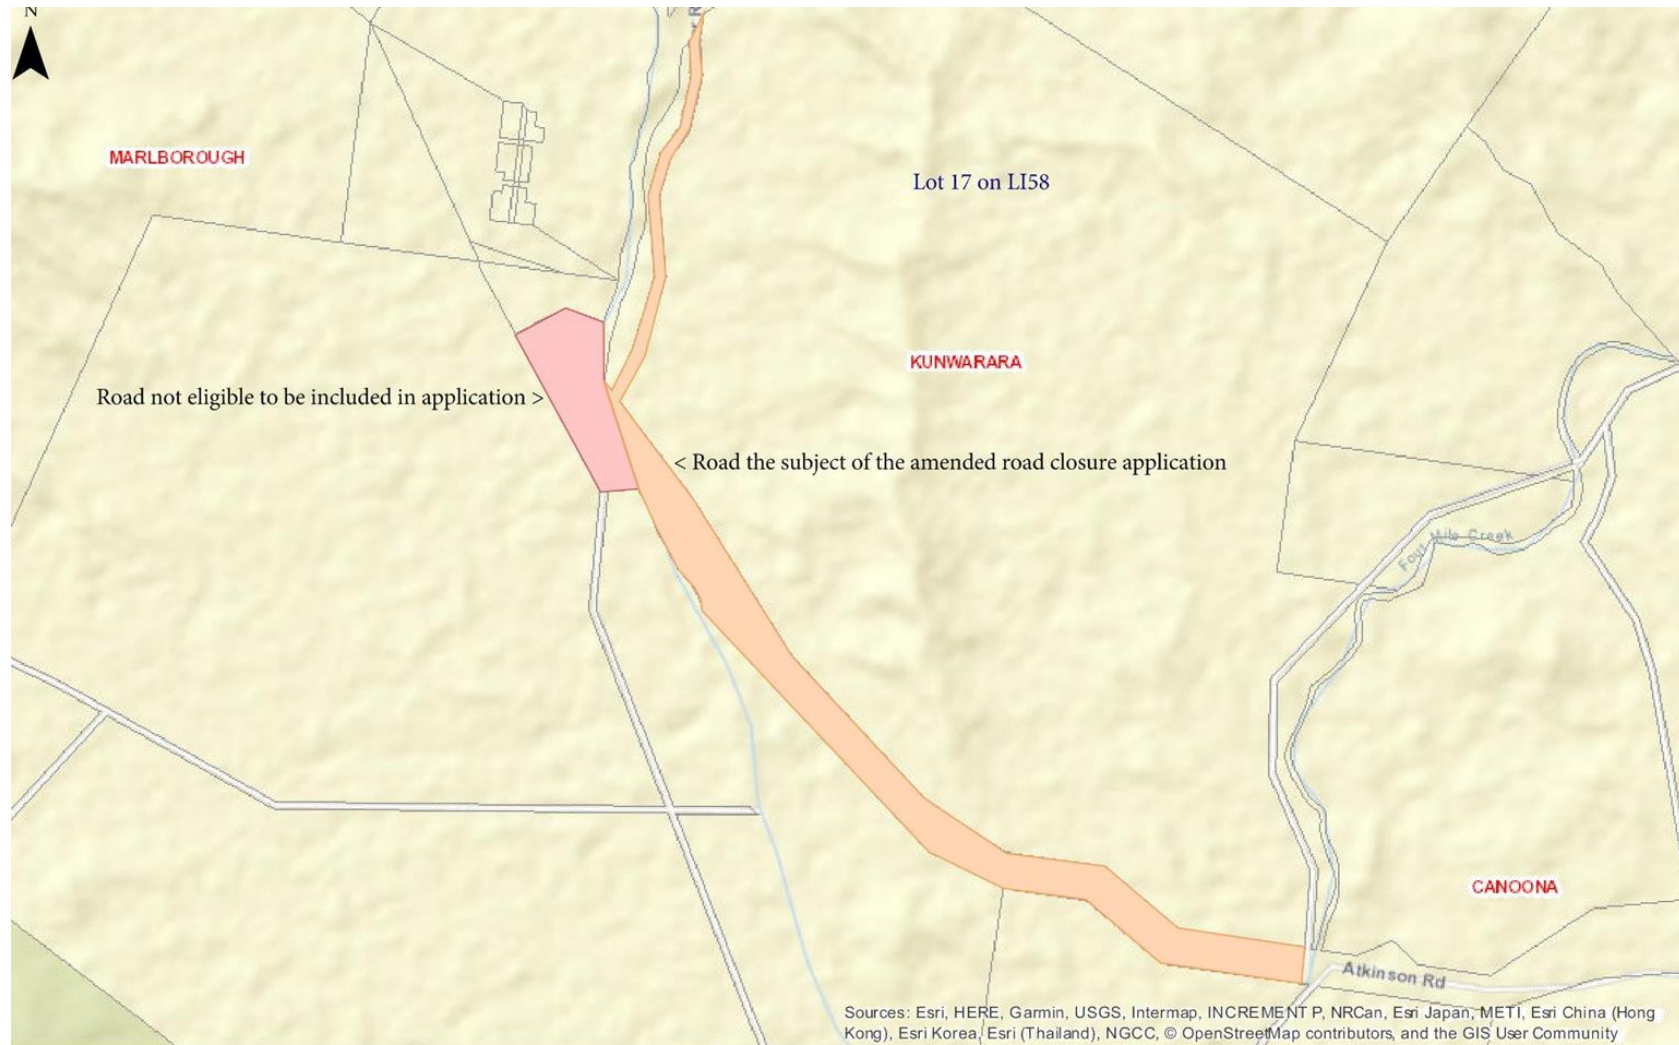 N
MARLBOROUGH
Lot 17 on LI58
KUNWARARA
Road not eligible to be included in application >
< Road the subject of the amended road closure application
Four Mile Creek
CANOONA
Atkinson Rd
Sources: Esri, HERE, Garmin, USGS, Intermap, INCREMENT P, NRCan, Esri Japan, METI, Esri China (Hong
Kong), Esri Korea, Esri (Thailand), NGCC, © OpenStreetMap contributors, and the GIS User Community